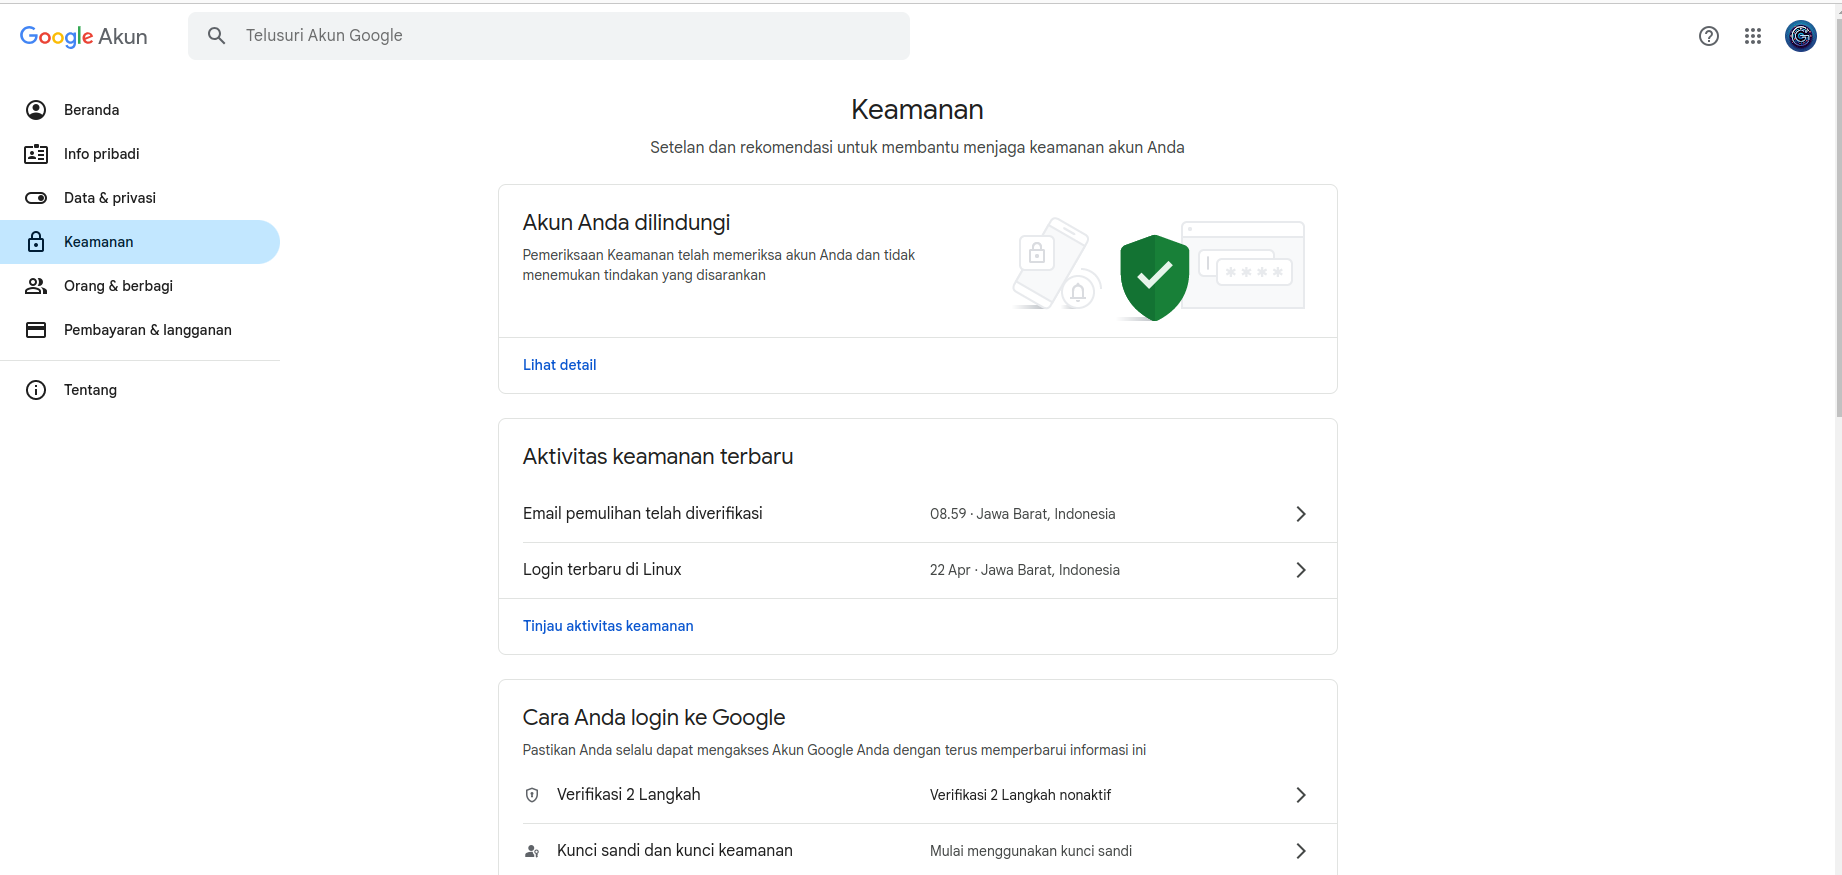 Google Akun
Telusuri Akun Google
Beranda
Info pribadi
Data & privasi
Keamanan
Orang & berbagi
Pembayaran & langganan
Tentang
Keamanan
Setelan dan rekomendasi untuk membantu menjaga keamanan akun Anda
Akun Anda dilindungi
Pemeriksaan Keamanan telah memeriksa akun Anda dan tidak
menemukan tindakan yang disarankan
Lihat detail
Aktivitas keamanan terbaru
Email pemulihan telah diverifikasi 08.59 · Jawa Barat, Indonesia
Login terbaru di Linux 22 Apr · Jawa Barat, Indonesia
Tinjau aktivitas keamanan
Cara Anda login ke Google
Pastikan Anda selalu dapat mengakses Akun Google Anda dengan terus memperbarui informasi ini
Verifikasi 2 Langkah Verifikasi 2 Langkah nonaktif
Kunci sandi dan kunci keamanan Mulai menggunakan kunci sandi